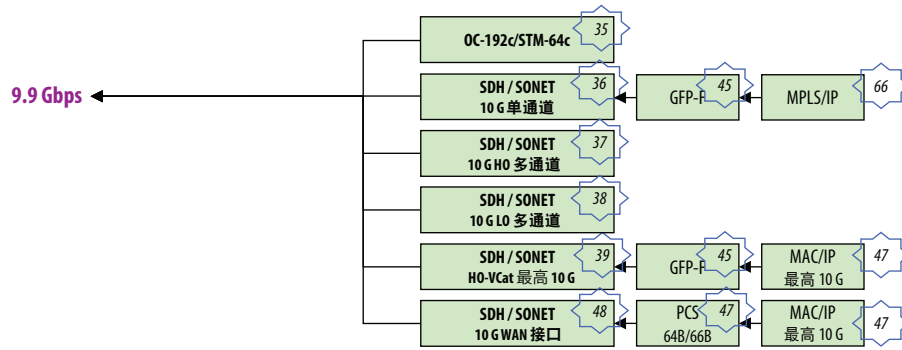 OC-192c/STM-64c
35
9.9 Gbps
SDH / SONET
10 G 单通道
36
GFP-F
45
MPLS/IP
66
SDH / SONET
10 G HO 多通道
37
SDH / SONET
10 G LO 多通道
38
SDH / SONET
HO-VCat 最高 10 G
39
GFP-F
45
MAC/IP
最高 10 G
47
SDH / SONET
10 G WAN 接口
48
PCS
64B/66B
47
MAC/IP
最高 10 G
47